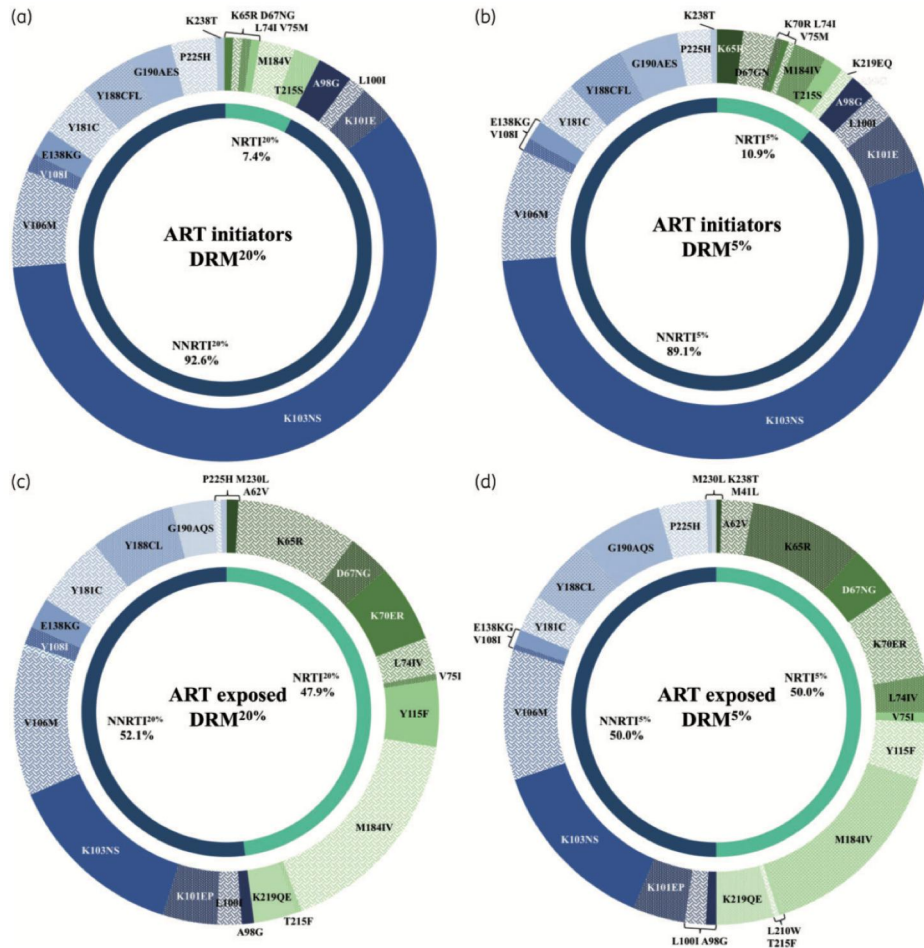 (a)
K238T
K65R D67NG
L74I V75M
P225H
M184V
G190AES
T215S
L100I
A98G
Y188CFL
K101E
Y181C
NRTI20%
7.4%
E138KG
V108I
V106M
ART initiators
DRM20%
NNRTI20%
92.6%
K103NS
(b)
K238T
K70R L74I
V75M
K65R
P225H
D67GN
M184IV
G190AES
K219EQ
T215S
A98G
Y188CFL
L100I
E138KG
V108I
Y181C
NRTI5%
10.9%
K101E
V106M
ART initiators
DRM5%
NNRTI5%
89.1%
K103NS
(c)
P225H M230L
A62V
G190AQS
K65R
Y188CL
D67NG
Y181C
K70ER
E138KG
V108I
L74IV
V75I
NRTI20%
47.9%
ART exposed
DRM20%
Y115F
V106M
NNRTI20%
52.1%
M184IV
K103NS
K101EP
L100I
K219QE
T215F
A98G
(d)
M230L K238T
M41L
P225H
A62V
G190AQS
K65R
Y188CL
D67NG
Y181C
K70ER
E138KG
V108I
NRTI5%
50.0%
L74IV
V75I
ART exposed
DRM5%
Y115F
V106M
NNRTI5%
50.0%
M184IV
K103NS
K101EP
K219QE
L210W
T215F
L100I A98G